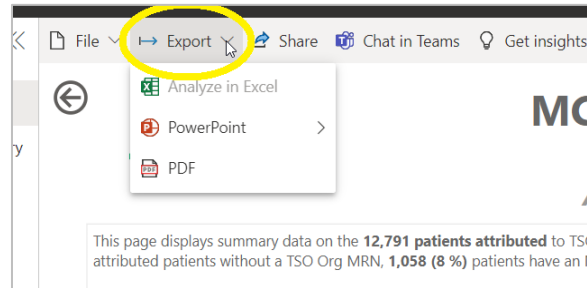 File Export Share Chat in Teams Get insights
Analyze in Excel
MC
PowerPoint
ry
PDF
This page displays summary data on the 12,791 patients attributed to TSO
attributed patients without a TSO Org MRN, 1,058 (8 %) patients have an